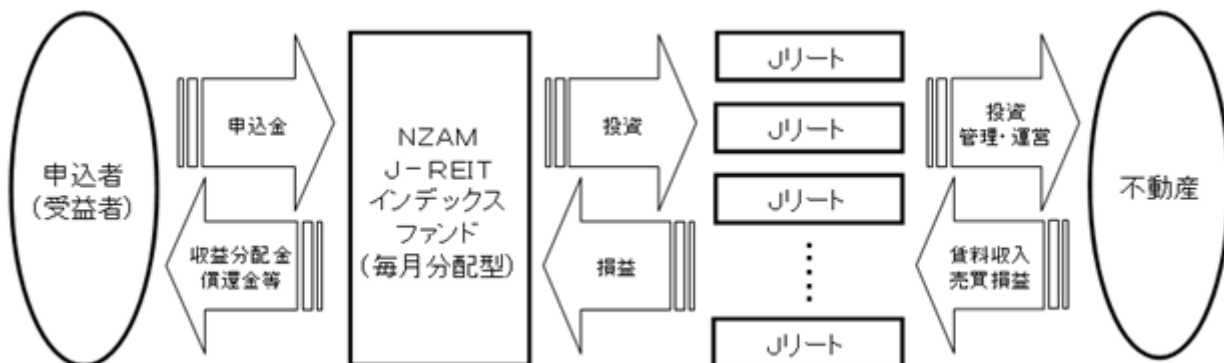 申込者
(受益者)
申込金
収益分配金
償還金等
NZAM
J-REIT
インデックス
ファンド
(毎月分配型)
投資
損益
Jリート
Jリート
Jリート
Jリート
投資
管理・運営
賃料収入
売買損益
不動産